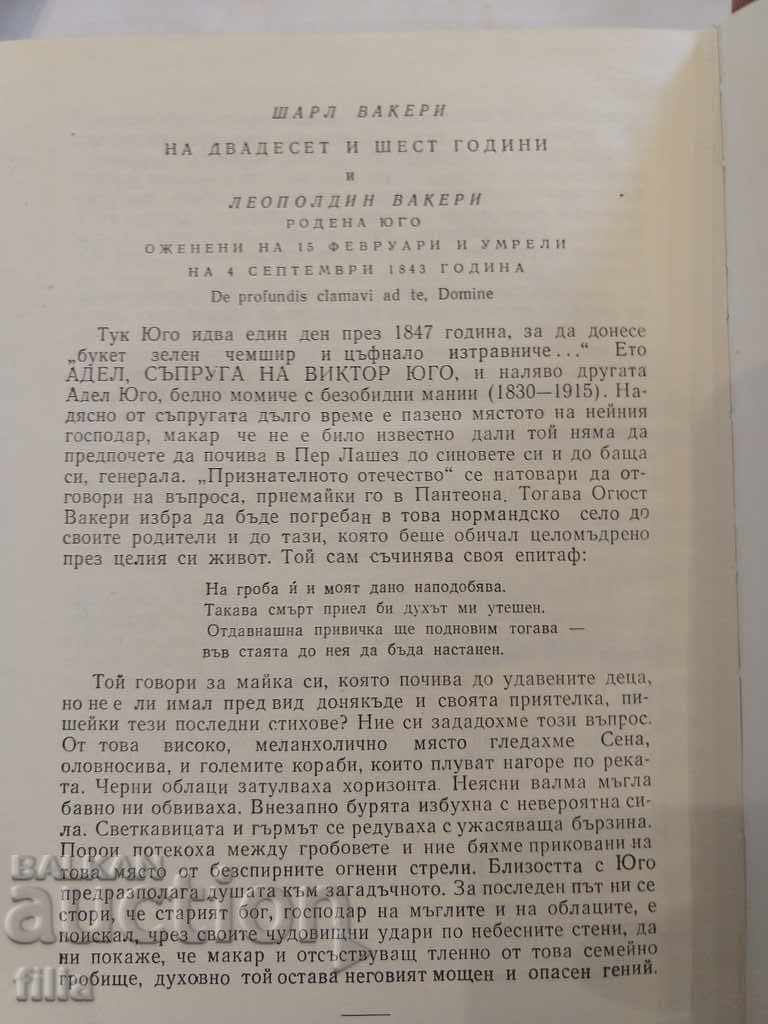 ШАРЛ ВАКЕРИ
НА ДВАДЕСЕТ И ШЕСТ ГОДИНИ
И
ЛЕОПОЛДИН ВАКЕРИ
РОДЕНА ЮГО
ОЖЕНЕНИ НА 15 ФЕВРУАРИ И УМРЕЛИ
НА 4 СЕПТЕМВРИ 1843 ГОДИНА
De profundis clamavi ad te, Domine
Тук Юго идва един ден през 1847 година, за да донесе
„букет зелен чемшир и цъфнало изтравниче...“ Ето
АДЕЛ, СЪПРУГА НА ВИКТОР ЮГО, и наляво другата
Адел Юго, бедно момиче с безобидни мании (1830—1915). На-
дясно от съпругата дълго време е пазено мястото на нейния
господар, макар че не е било известно дали той няма да
предпочете да почива в Пер Лашез до синовете си и до баща
си, генерала. „Признателното отечество“ се натовари да от-
говори на въпроса, приемайки го в Пантеона. Тогава Огюст
Вакери избра да бъде погребан в това нормандско село до
своите родители и до тази, която беше обичал целомъдрено
през целия си живот. Той сам съчинява своя епитаф:
На гроба ѝ и моят дано наподобява.
Такава смърт приел би духът ми утешен.
Отдавнашна привичка ще подновим тогава —
във стаята до нея да бъда настанен.
Той говори за майка си, която почива до удавените деца,
но не е ли имал пред вид донякъде и своята приятелка, пи-
шейки тези последни стихове? Ние си зададохме този въпрос.
От това високо, меланхолично място гледахме Сена,
оловносива, и големите кораби, които плуват нагоре по река-
та. Черни облаци затулваха хоризонта. Неясни валма мъгла
бавно ни обвиваха. Внезапно бурята избухна с невероятна си-
ла. Светкавицата и гърмът се редуваха с ужасяваща бързина.
Порои потекоха между гробовете и ние бяхме приковани на
това място от безспирните огнени стрели. Близостта с Юго
предразполага душата към загадъчното. За последен път ни се
стори, че старият бог, господар на мъглите и на облаците, е
поискал, чрез своите чудовищни удари по небесните стени, да
ни покаже, че макар и отсъствуващ тленно от това семейно
гробище, духовно той остава неговият мощен и опасен гений.
BALKAN
auction
filla